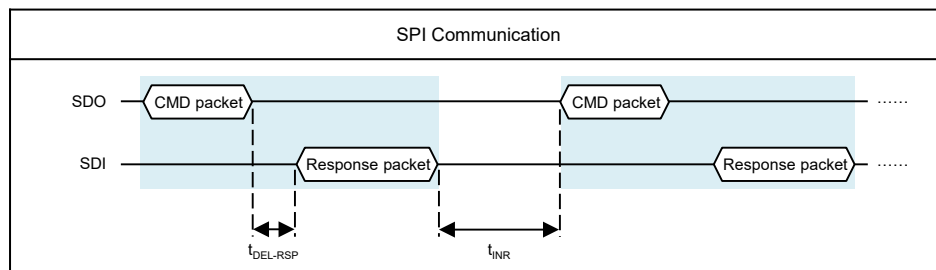 SPI Communication
SDO CMD packet CMD packet ......
SDI Response packet Response packet ......
tDEL-RSP tINR